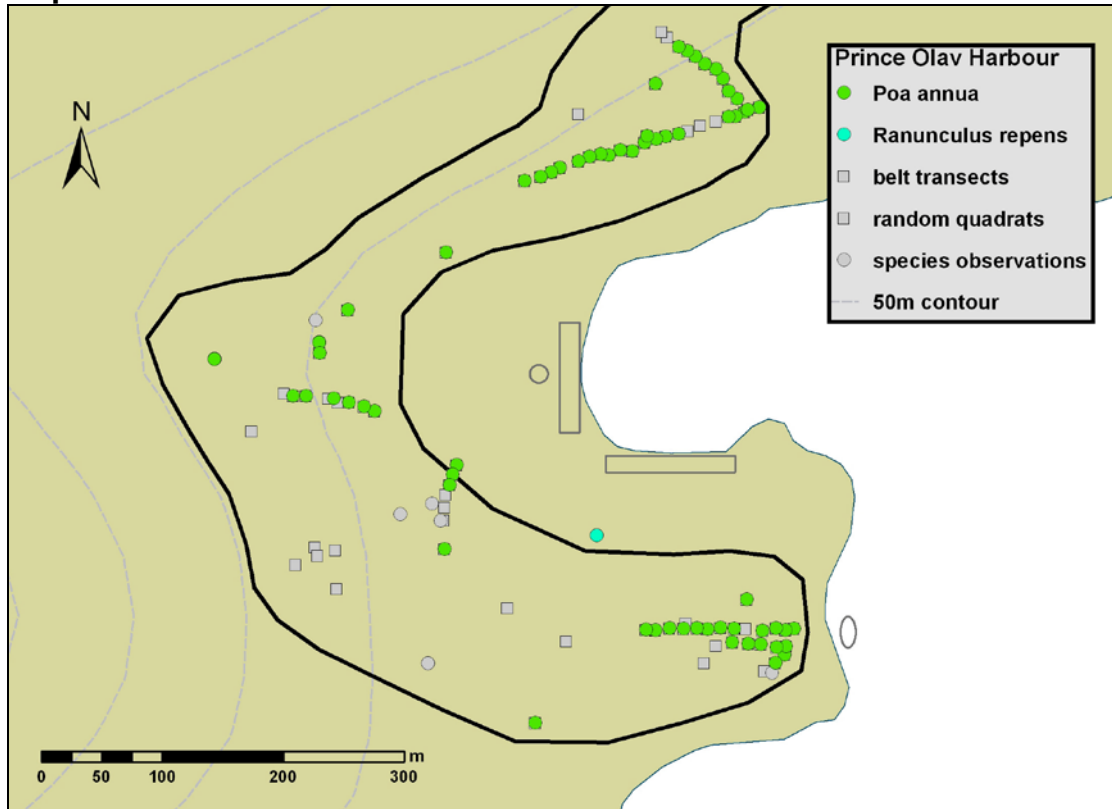 N
Prince Olav Harbour
Poa annua
Ranunculus repens
belt transects
random quadrats
species observations
50m contour
m
0 50 100 200 300